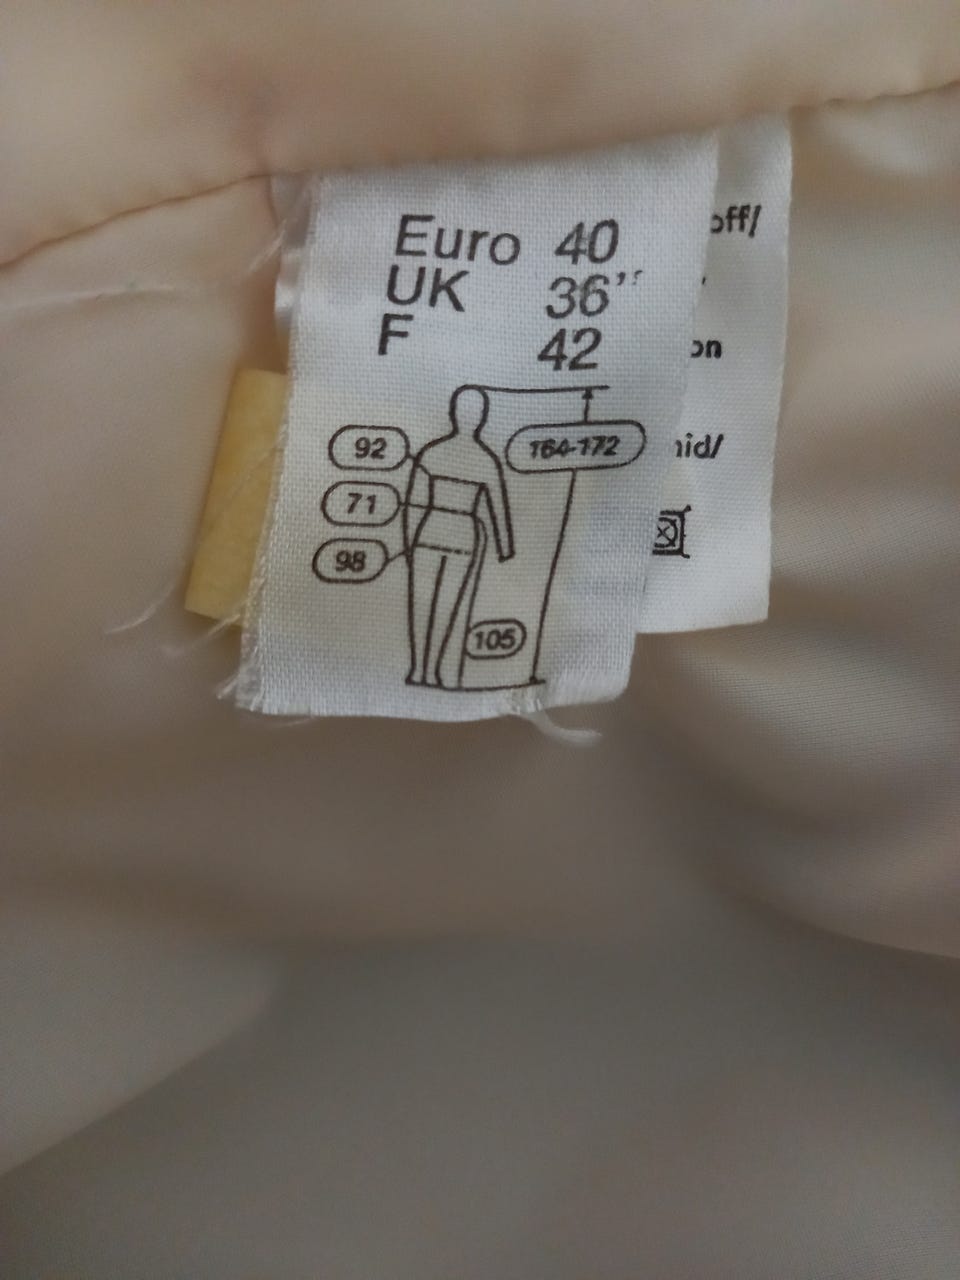 Euro 40
UK 36"
F 42
92
164-172
71
98
105
off/
on
nid/